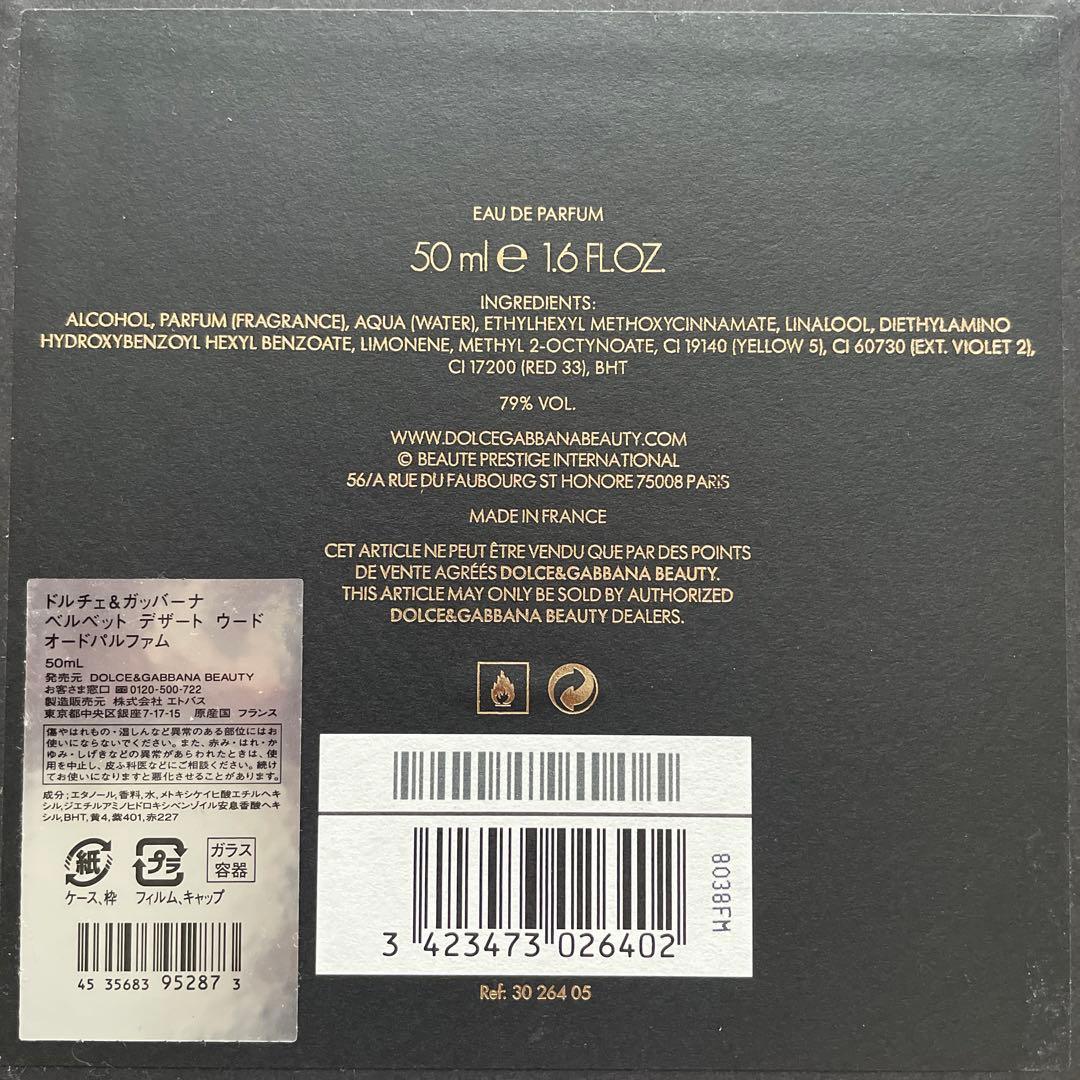 EAU DE PARFUM
50 ml ℮ 1.6 FL.OZ.
INGREDIENTS:
ALCOHOL, PARFUM (FRAGRANCE), AQUA (WATER), ETHYLHEXYL METHOXYCINNAMATE, LINALOOL, DIETHYLAMINO
HYDROXYBENZOYL HEXYL BENZOATE, LIMONENE, METHYL 2-OCTYNOATE, CI 19140 (YELLOW 5), CI 60730 (EXT. VIOLET 2),
CI 17200 (RED 33), BHT
79% VOL.
WWW.DOLCEGABBANABEAUTY.COM
© BEAUTE PRESTIGE INTERNATIONAL
56/A RUE DU FAUBOURG ST HONORE 75008 PARIS
MADE IN FRANCE
CET ARTICLE NE PEUT ÊTRE VENDU QUE PAR DES POINTS
DE VENTE AGRÉÉS DOLCE&GABBANA BEAUTY.
THIS ARTICLE MAY ONLY BE SOLD BY AUTHORIZED
DOLCE&GABBANA BEAUTY DEALERS.
ドルチェ&ガッバーナ
ベルベット デザート ウード
オードパルファム
50mL
発売元 DOLCE&GABBANA BEAUTY
お客さま窓口 0120-500-722
製造販売元 株式会社 エトバス
東京都中央区銀座7-17-15 原産国 フランス
傷やはれもの・湿しんなど異常のある部位にはお
使いにならないでください。また、赤み・はれ・か
ゆみ・しげきなどの異常があらわれたときは、使
用を中止し、皮ふ科医などにご相談ください。続け
てお使いになりますと悪化させることがあります。
成分;エタノール,香料,水,メトキシケイヒ酸エチルヘキ
シル,ジエチルアミノヒドロキシベンゾイル安息香酸ヘキ
シル,BHT,黄4,紫401,赤227
紙 プラ ガラス
容器
ケース、枠 フィルム、キャップ
45 35683 95287 3
8038FM
3 423473 026402
Ref: 30 264 05